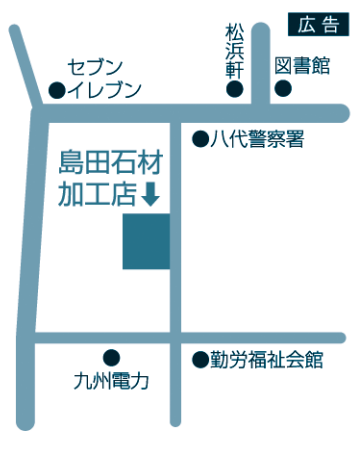 広告
松浜軒
図書館
セブン
イレブン
八代警察署
島田石材
加工店
九州電力
勤労福祉会館